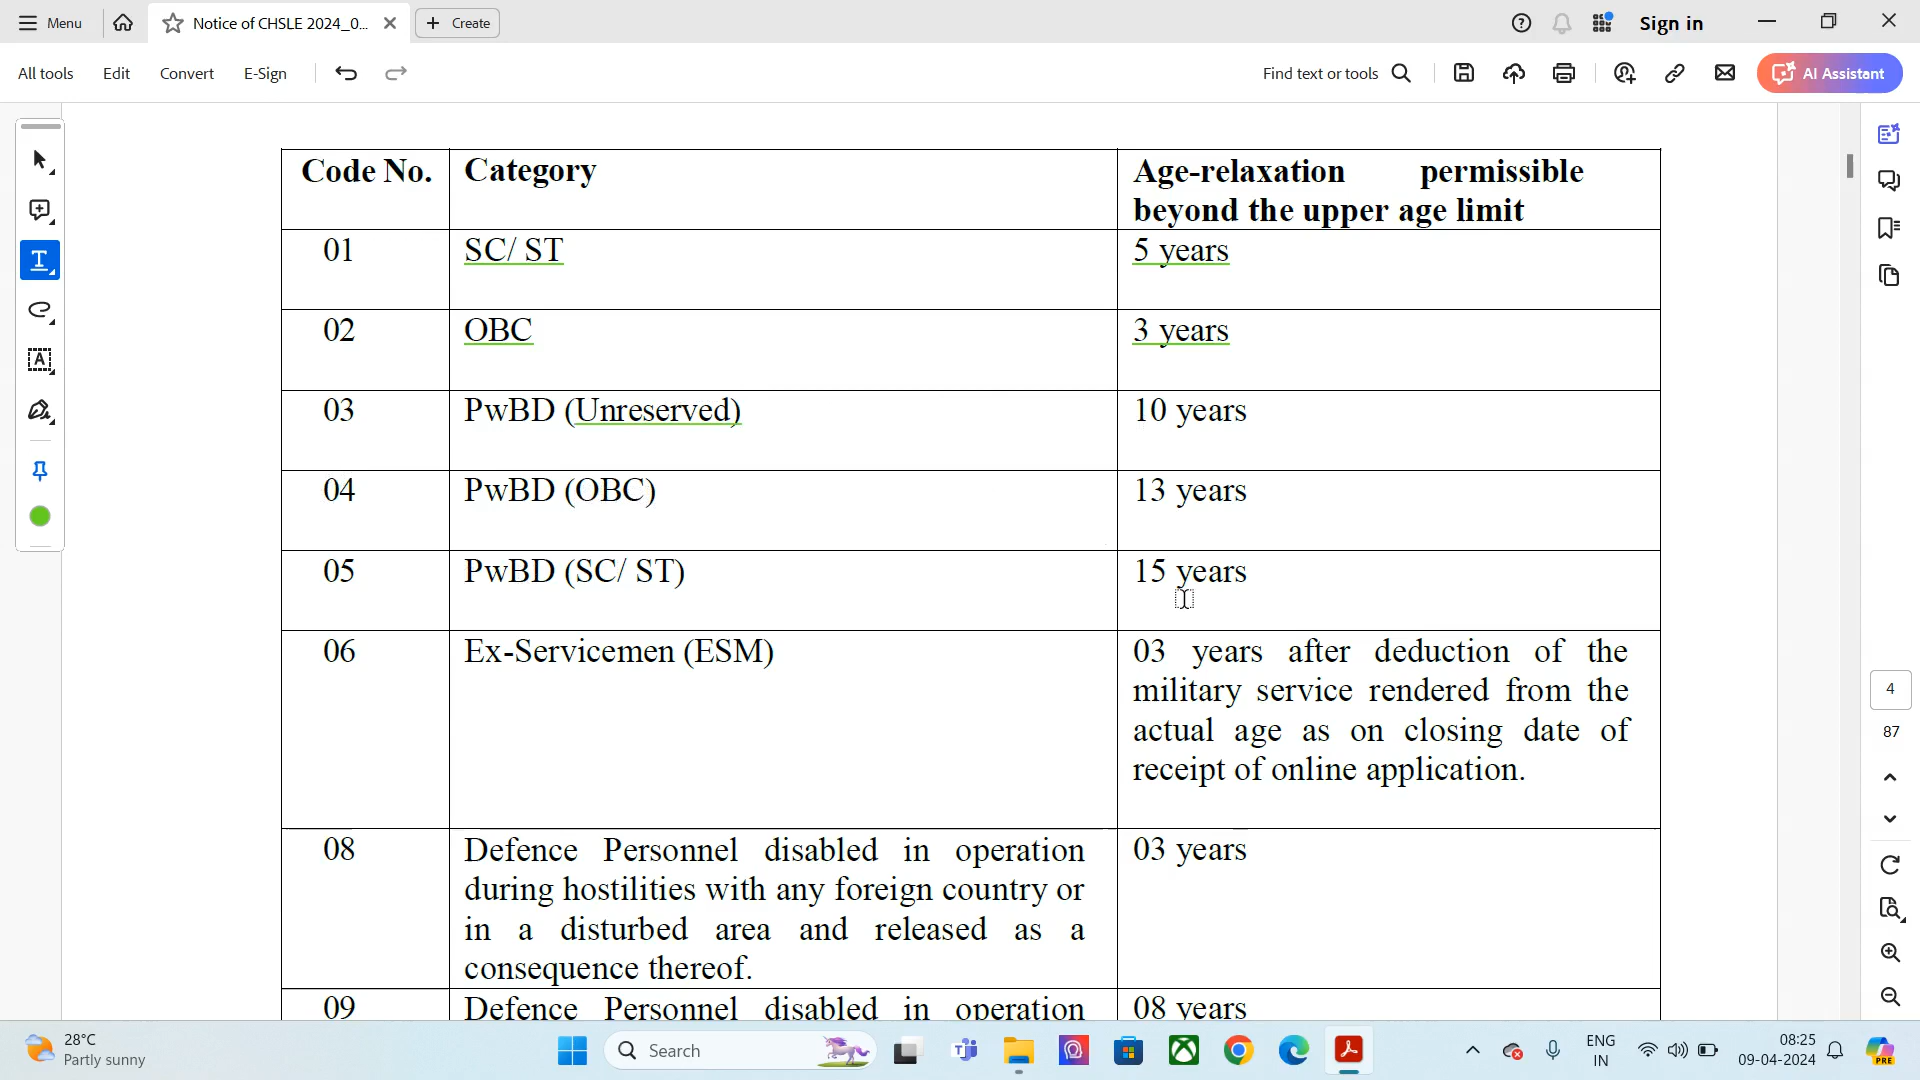 Menu
Notice of CHSLE 2024_0...
Create
Sign in
All tools
Edit
Convert
E-Sign
Find text or tools
AI Assistant
Code No. Category Age-relaxation permissible
beyond the upper age limit
01 SC/ ST 5 years
02 OBC 3 years
03 PwBD (Unreserved) 10 years
04 PwBD (OBC) 13 years
05 PwBD (SC/ ST) 15 years
06 Ex-Servicemen (ESM) 03 years after deduction of the
military service rendered from the
actual age as on closing date of
receipt of online application.
08 Defence Personnel disabled in operation 03 years
during hostilities with any foreign country or
in a disturbed area and released as a
consequence thereof.
09 Defence Personnel disabled in operation 08 years
4
87
28°C
Partly sunny
Search
ENG
IN
08:25
09-04-2024
PRE